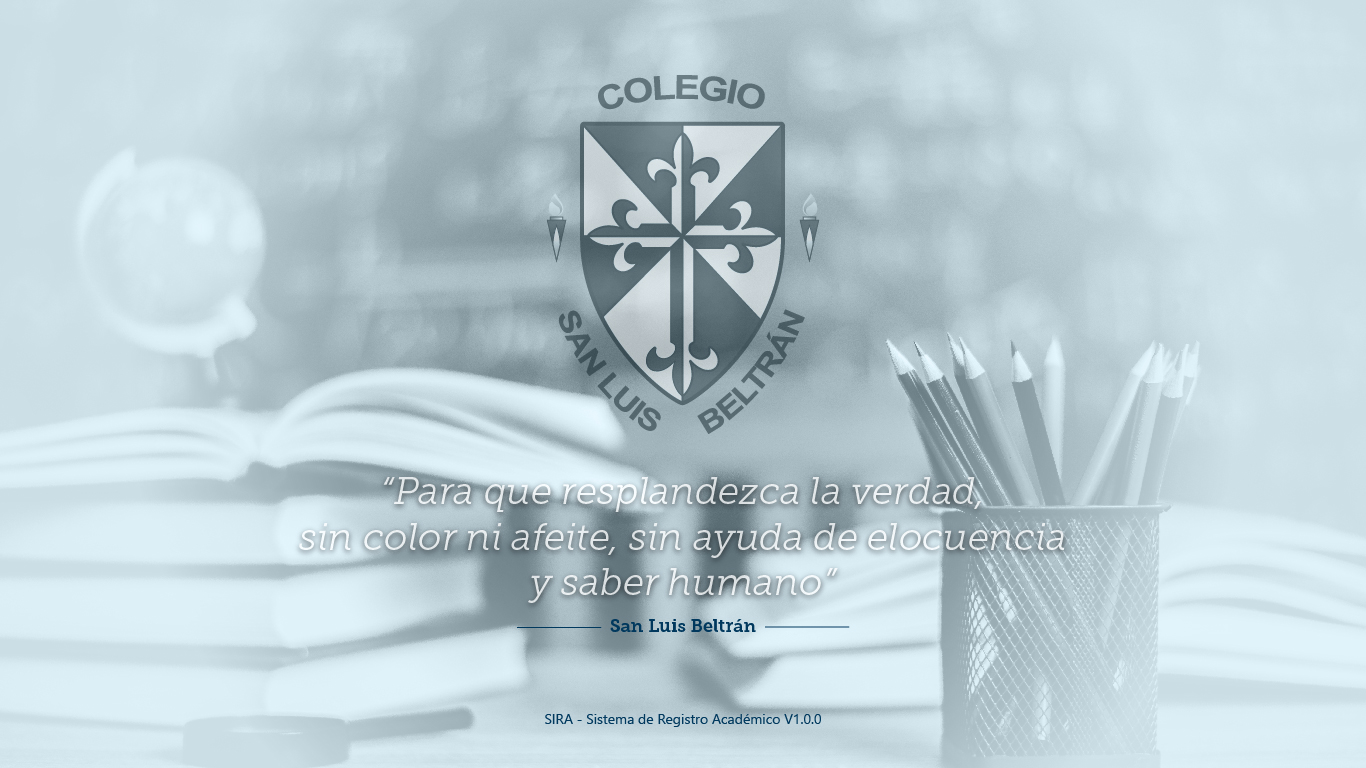 COLEGIO
SAN LUIS BELTRÁN
“Para que resplandezca la verdad,
sin color ni afeite, sin ayuda de elocuencia
y saber humano”
San Luis Beltrán
SIRA - Sistema de Registro Académico V1.0.0